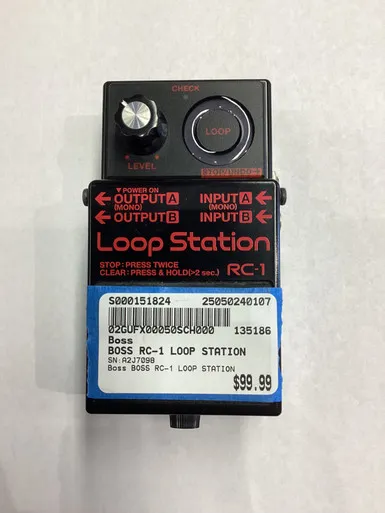 CHECK
LOOP
LEVEL
▼POWER ON
OUTPUT A INPUT A
(MONO) (MONO)
OUTPUT B INPUT B
Loop Station
STOP: PRESS TWICE
CLEAR: PRESS & HOLD(>2 sec.) RC-1
S000151824 25050240107
02GUFX00050SCH000 135186
Boss
BOSS RC-1 LOOP STATION
SN:A2J7098
Boss BOSS RC-1 LOOP STATION
$99.99